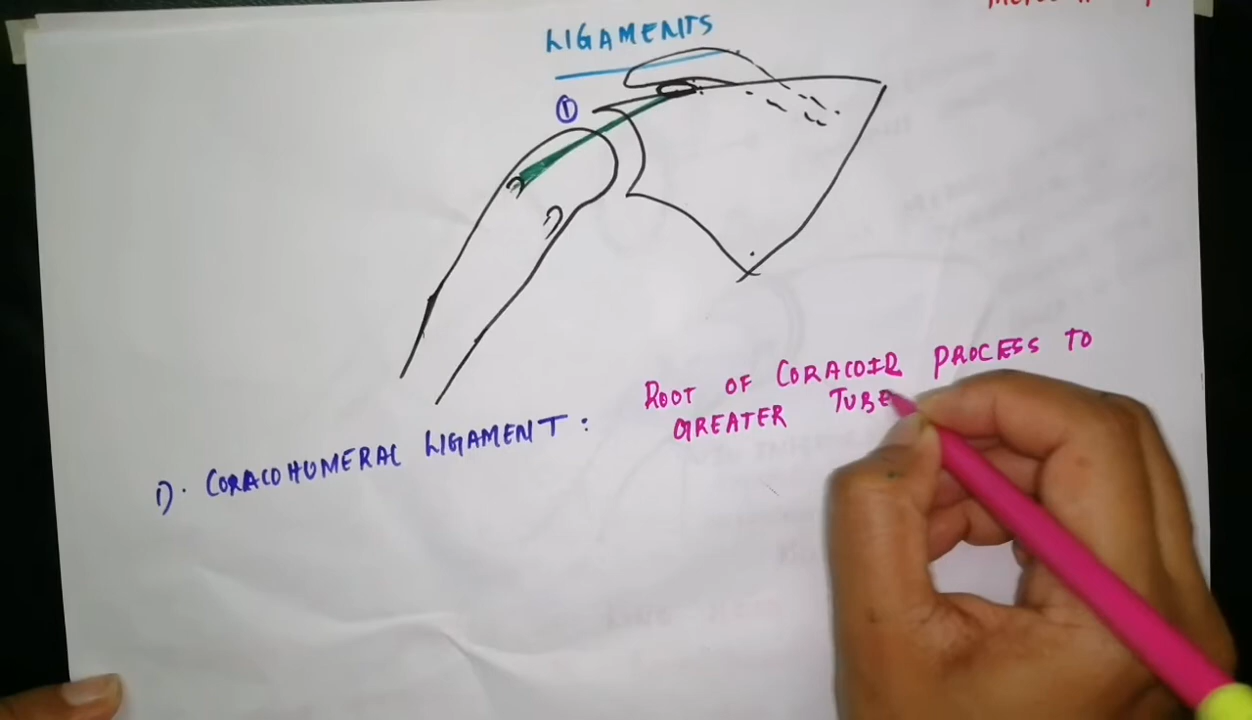 LIGAMENTS
①
ROOT OF CORACOID PROCESS TO
GREATER TUBE
1). CORACOHUMERAL LIGAMENT :